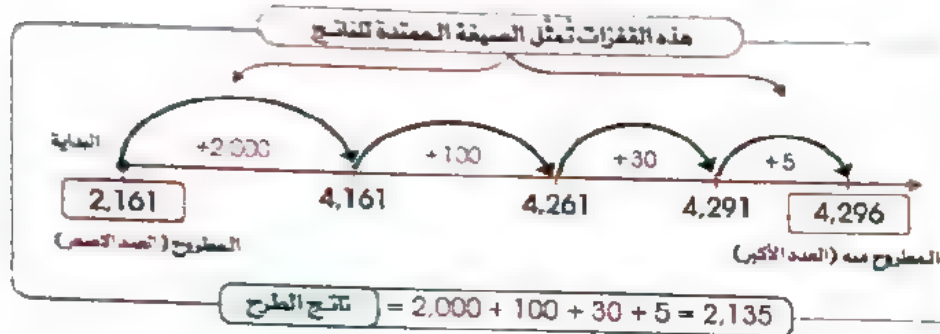 هذه القفزات تمثل الصيغة الممتدة للناتج
البداية
+2,000 +100 +30 +5
2,161 4,161 4,261 4,291 4,296
المطروح (العدد الأصغر) المطروح منه (العدد الأكبر)
ناتج الطرح = 2,000 + 100 + 30 + 5 = 2,135